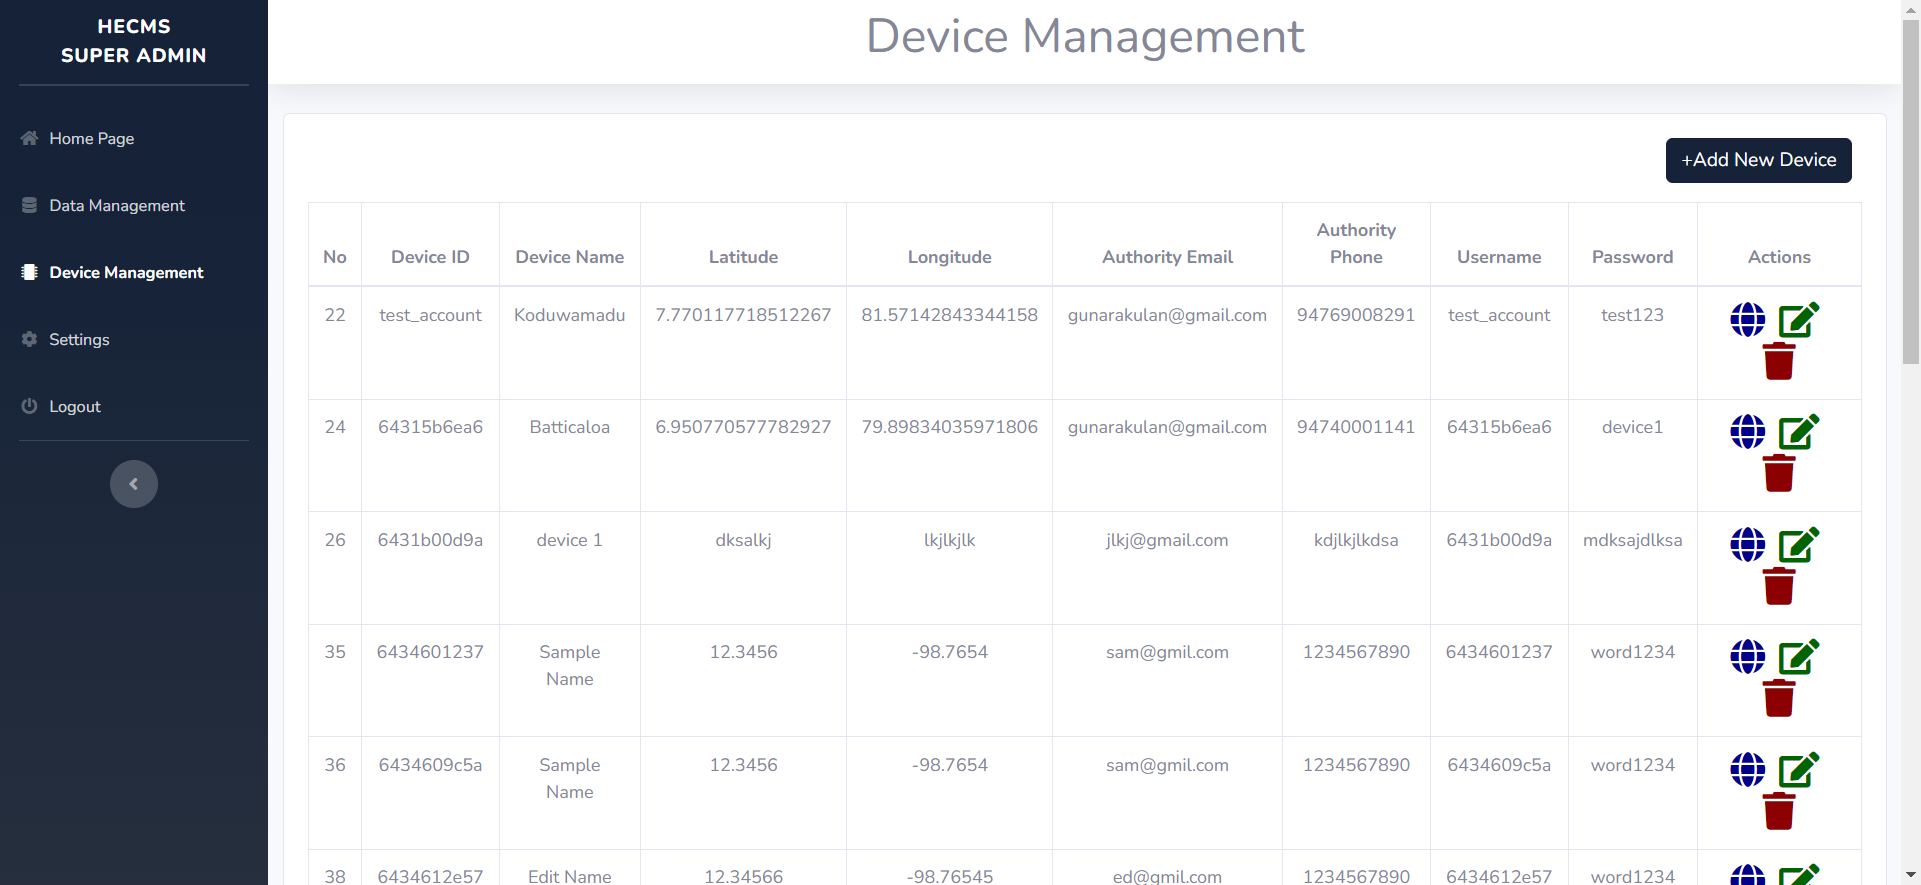 HECMS
SUPER ADMIN
Home Page
Data Management
Device Management
Settings
Logout
Device Management
+Add New Device
No Device ID Device Name Latitude Longitude Authority Email Authority Phone Username Password Actions
22 test_account Koduwamadu 7.770117718512267 81.57142843344158 gunarakulan@gmail.com 94769008291 test_account test123
24 64315b6ea6 Batticaloa 6.950770577782927 79.89834035971806 gunarakulan@gmail.com 94740001141 64315b6ea6 device1
26 6431b00d9a device 1 dksalkj lkjlkjlk jlkj@gmail.com kdjlkjlkdsa 6431b00d9a mdksajdlksa
35 6434601237 Sample Name 12.3456 -98.7654 sam@gmil.com 1234567890 6434601237 word1234
36 6434609c5a Sample Name 12.3456 -98.7654 sam@gmil.com 1234567890 6434609c5a word1234
38 6434612e57 Edit Name 12.34566 -98.76545 ed@gmil.com 1234567890 6434612e57 word1234